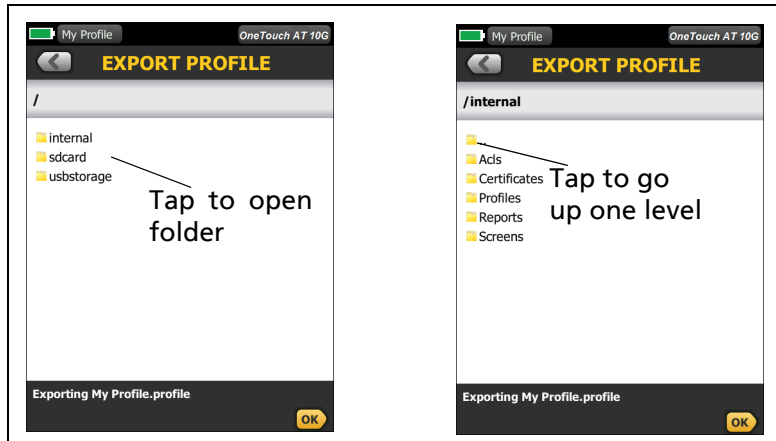 My Profile
OneTouch AT 10G
EXPORT PROFILE
/
internal
sdcard
usbstorage
Tap to open
folder
Exporting My Profile.profile
OK
My Profile
OneTouch AT 10G
EXPORT PROFILE
/internal
..
Acls
Certificates
Profiles
Reports
Screens
Tap to go
up one level
Exporting My Profile.profile
OK